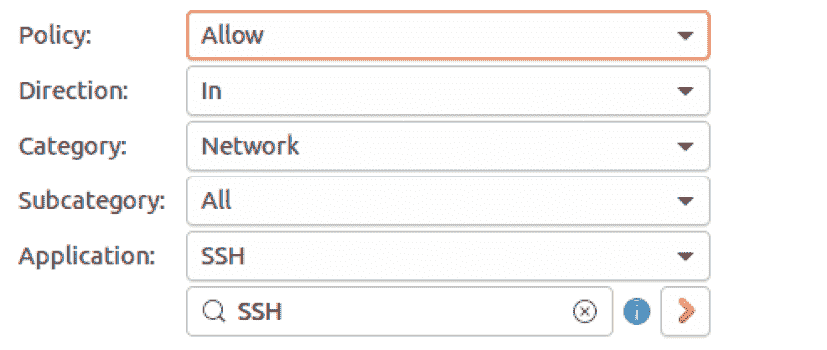 Policy: Allow
Direction: In
Category: Network
Subcategory: All
Application: SSH
SSH